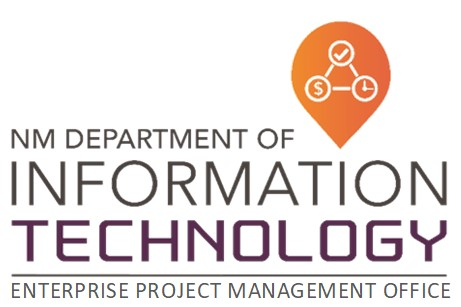 $
NM DEPARTMENT OF
INFORMATION
TECHNOLOGY
ENTERPRISE PROJECT MANAGEMENT OFFICE